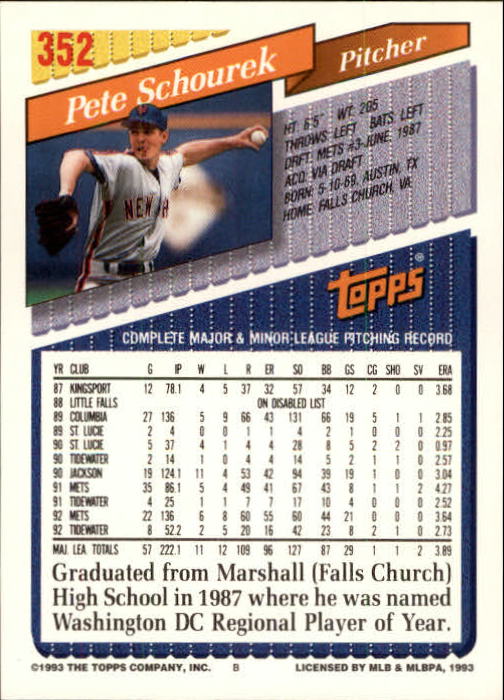 352
Pete Schourek
Pitcher
HT: 6'5" WT: 205
THROWS: LEFT BATS: LEFT
DRFT: METS #3-JUNE, 1987
ACQ: VIA DRAFT
BORN: 5-10-69, AUSTIN, TX
HOME: FALLS CHURCH, VA
NEW
TOPPS®
COMPLETE MAJOR & MINOR LEAGUE PITCHING RECORD
YR CLUB G IP W L R ER SO BB GS CG SHO SV ERA
87 KINGSPORT 12 78.1 4 5 37 32 57 34 12 2 0 0 3.68
88 LITTLE FALLS ON DISABLED LIST
89 COLUMBIA 27 136 5 9 66 43 131 66 19 5 1 1 2.85
89 ST. LUCIE 2 4 0 0 1 1 4 2 1 0 0 0 2.25
90 ST. LUCIE 5 37 4 1 4 4 28 8 5 2 2 0 0.97
90 TIDEWATER 2 14 1 0 4 4 14 5 2 1 1 0 2.57
90 JACKSON 19 124.1 11 4 53 42 94 39 19 1 0 0 3.04
91 METS 35 86.1 5 4 49 41 67 43 8 1 1 2 4.27
91 TIDEWATER 4 25 1 1 7 7 17 10 4 0 0 0 2.52
92 METS 22 136 6 8 60 55 60 44 21 0 0 0 3.64
92 TIDEWATER 8 52.2 2 5 20 16 42 23 8 2 1 0 2.73
MAJ. LEA. TOTALS 57 222.1 11 12 109 96 127 87 29 1 1 2 3.89
Graduated from Marshall (Falls Church)
High School in 1987 where he was named
Washington DC Regional Player of Year.
©1993 THE TOPPS COMPANY, INC. B LICENSED BY MLB & MLBPA, 1993